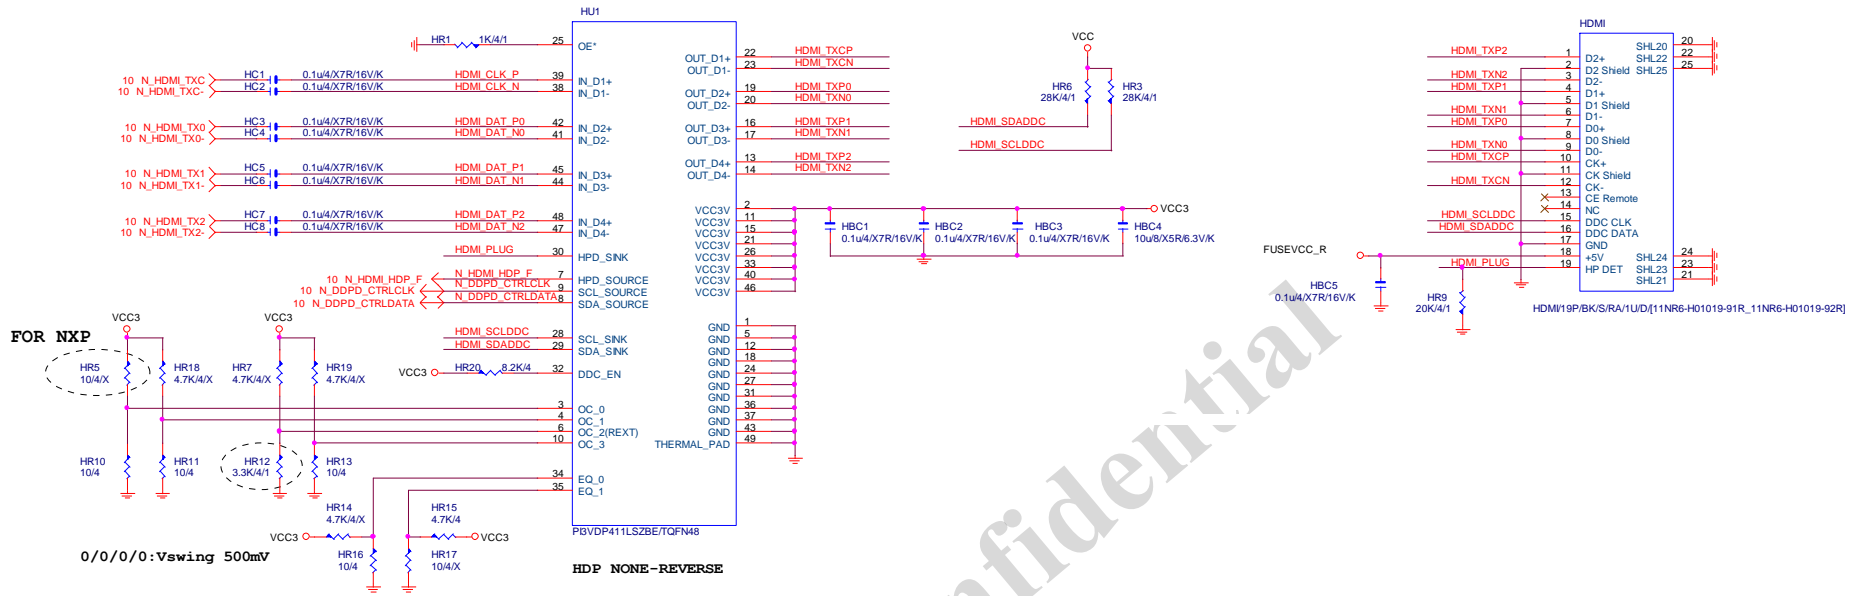 HU1
HR1 1K/4/1 25 OE*
10 N_HDMI_TXC HC1 0.1u/4/X7R/16V/K HDMI_CLK_P 39 IN_D1+
10 N_HDMI_TXC- HC2 0.1u/4/X7R/16V/K HDMI_CLK_N 38 IN_D1-
10 N_HDMI_TX0 HC3 0.1u/4/X7R/16V/K HDMI_DAT_P0 42 IN_D2+
10 N_HDMI_TX0- HC4 0.1u/4/X7R/16V/K HDMI_DAT_N0 41 IN_D2-
10 N_HDMI_TX1 HC5 0.1u/4/X7R/16V/K HDMI_DAT_P1 45 IN_D3+
10 N_HDMI_TX1- HC6 0.1u/4/X7R/16V/K HDMI_DAT_N1 44 IN_D3-
10 N_HDMI_TX2 HC7 0.1u/4/X7R/16V/K HDMI_DAT_P2 48 IN_D4+
10 N_HDMI_TX2- HC8 0.1u/4/X7R/16V/K HDMI_DAT_N2 47 IN_D4-
HDMI_PLUG 30 HPD_SINK
10 N_HDMI_HDP_F N_HDMI_HDP_F 7 HPD_SOURCE
10 N_DDPD_CTRLCLK N_DDPD_CTRLCLK 9 SCL_SOURCE
10 N_DDPD_CTRLDATA N_DDPD_CTRLDATA 8 SDA_SOURCE
HDMI_SCLDDC 28 SCL_SINK
HDMI_SDADDC 29 SDA_SINK
VCC3 HR20 8.2K/4 32 DDC_EN
3 OC_0
4 OC_1
6 OC_2(REXT)
10 OC_3
34 EQ_0
35 EQ_1
OUT_D1+ 22 HDMI_TXCP
OUT_D1- 23 HDMI_TXCN
OUT_D2+ 19 HDMI_TXP0
OUT_D2- 20 HDMI_TXN0
OUT_D3+ 16 HDMI_TXP1
OUT_D3- 17 HDMI_TXN1
OUT_D4+ 13 HDMI_TXP2
OUT_D4- 14 HDMI_TXN2
VCC3V 2
VCC3V 11
VCC3V 15
VCC3V 21
VCC3V 26
VCC3V 33
VCC3V 40
VCC3V 46
GND 1
GND 5
GND 12
GND 18
GND 24
GND 27
GND 31
GND 36
GND 37
GND 43
THERMAL_PAD 49
PI3VDP411LSZBE/TQFN48
FOR NXP
VCC3 VCC3
HR5 HR18 HR7 HR19
10/4/X 4.7K/4/X 4.7K/4/X 4.7K/4/X
HR10 HR11 HR12 HR13
10/4 10/4 3.3K/4/1 10/4
HR14 HR15
4.7K/4/X 4.7K/4
VCC3 VCC3
HR16 HR17
10/4 10/4/X
0/0/0/0:Vswing 500mV
HDP NONE-REVERSE
VCC
HR6 HR3
28K/4/1 28K/4/1
HDMI_SDADDC
HDMI_SCLDDC
VCC3
HBC1 HBC2 HBC3 HBC4
0.1u/4/X7R/16V/K 0.1u/4/X7R/16V/K 0.1u/4/X7R/16V/K 10u/8/X5R/6.3V/K
HDMI
HDMI_TXP2 1 D2+
2 D2 Shield
HDMI_TXN2 3 D2-
HDMI_TXP1 4 D1+
5 D1 Shield
HDMI_TXN1 6 D1-
HDMI_TXP0 7 D0+
8 D0 Shield
HDMI_TXN0 9 D0-
HDMI_TXCP 10 CK+
11 CK Shield
HDMI_TXCN 12 CK-
13 CE Remote
14 NC
HDMI_SCLDDC 15 DDC CLK
HDMI_SDADDC 16 DDC DATA
17 GND
FUSEVCC_R 18 +5V
HDMI_PLUG 19 HP DET
SHL20 20
SHL22 22
SHL25 25
SHL24 24
SHL23 23
SHL21 21
HBC5
0.1u/4/X7R/16V/K
HR9
20K/4/1
HDMI/19P/BK/S/RA/1U/D/[11NR6-H01019-91R_11NR6-H01019-92R]
nfidential